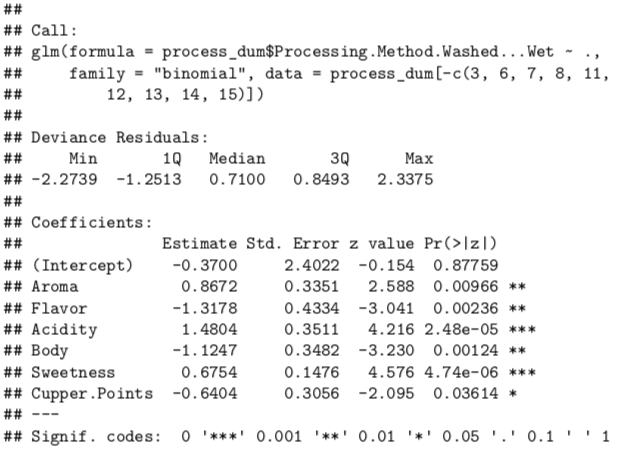 ##
## Call:
## glm(formula = process_dum$Processing.Method.Washed...Wet ~ .,
##     family = "binomial", data = process_dum[-c(3, 6, 7, 8, 11,
##         12, 13, 14, 15)])
##
## Deviance Residuals:
##     Min       1Q   Median       3Q      Max
## -2.2739  -1.2513   0.7100   0.8493   2.3375
##
## Coefficients:
##               Estimate Std. Error z value Pr(>|z|)
## (Intercept)    -0.3700     2.4022  -0.154  0.87759
## Aroma           0.8672     0.3351   2.588  0.00966 **
## Flavor         -1.3178     0.4334  -3.041  0.00236 **
## Acidity         1.4804     0.3511   4.216 2.48e-05 ***
## Body           -1.1247     0.3482  -3.230  0.00124 **
## Sweetness       0.6754     0.1476   4.576 4.74e-06 ***
## Cupper.Points  -0.6404     0.3056  -2.095  0.03614 *
## ---
## Signif. codes:  0 '***' 0.001 '**' 0.01 '*' 0.05 '.' 0.1 ' ' 1